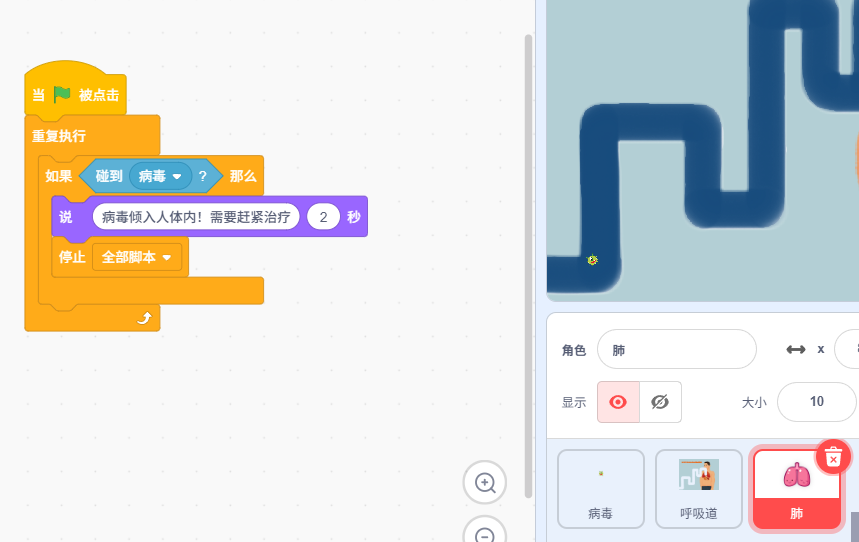 当 被点击
重复执行
如果 碰到 病毒 ? 那么
说 病毒倾入人体内！需要赶紧治疗 2 秒
停止 全部脚本
角色 肺 x
显示 大小 10
病毒 呼吸道 肺